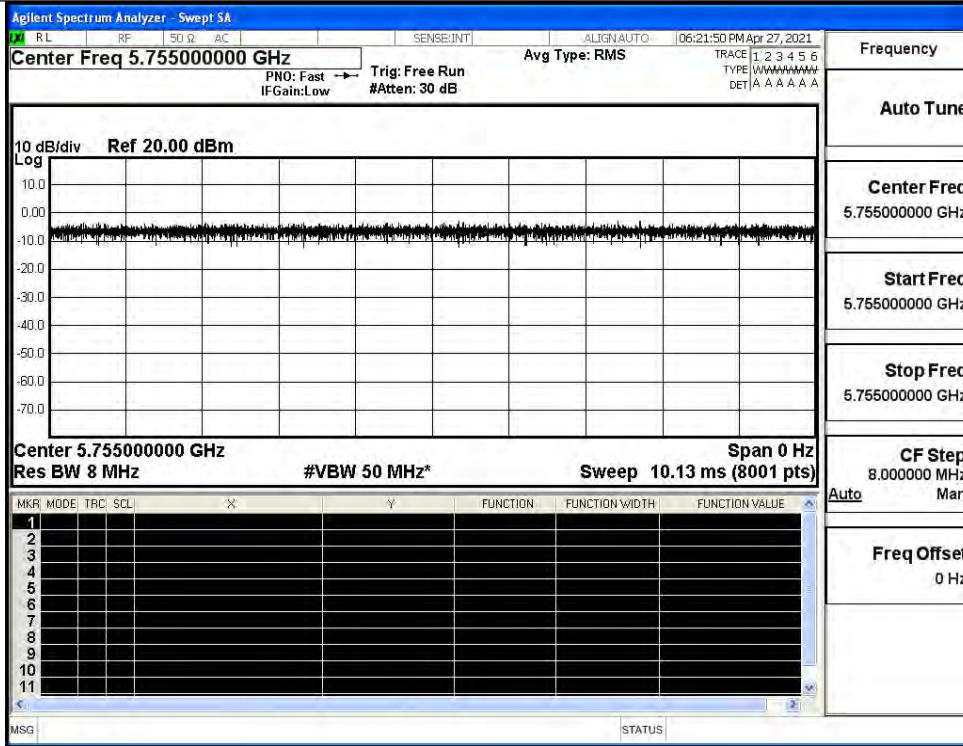 Agilent Spectrum Analyzer - Swept SA
LXI RL RF 50 Ω AC SENSE:INT ALIGNAUTO 06:21:50 PM Apr 27, 2021
Center Freq 5.755000000 GHz
PNO: Fast
IFGain:Low
Trig: Free Run
#Atten: 30 dB
Avg Type: RMS
TRACE 1 2 3 4 5 6
TYPE
DET A A A A A A
10 dB/div Ref 20.00 dBm
Log
10.0
0.00
-10.0
-20.0
-30.0
-40.0
-50.0
-60.0
-70.0
Center 5.755000000 GHz Span 0 Hz
Res BW 8 MHz #VBW 50 MHz* Sweep 10.13 ms (8001 pts)
MKR MODE TRC SCL X Y FUNCTION FUNCTION WIDTH FUNCTION VALUE
1
2
3
4
5
6
7
8
9
10
11
MSG STATUS
Frequency
Auto Tune
Center Freq
5.755000000 GHz
Start Freq
5.755000000 GHz
Stop Freq
5.755000000 GHz
CF Step
8.000000 MHz
Auto Man
Freq Offset
0 Hz